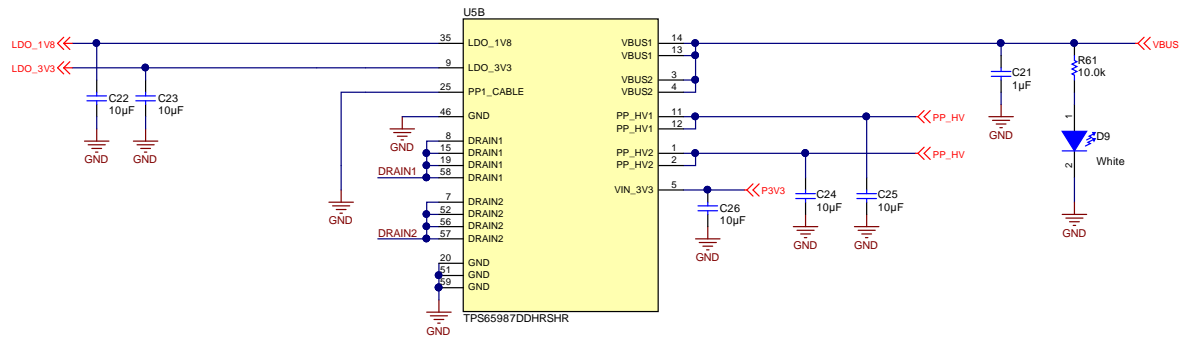 U5B
LDO_1V8 35 LDO_1V8 VBUS1 14 VBUS
VBUS1 13
LDO_3V3 9 LDO_3V3 VBUS2 3
25 PP1_CABLE VBUS2 4
R61
10.0k
C21
1µF
C22
10µF
C23
10µF
46 GND PP_HV1 11 PP_HV
PP_HV1 12
GND
GND
GND
GND
8 DRAIN1
15 DRAIN1
19 DRAIN1
DRAIN1 58 DRAIN1
PP_HV2 1 PP_HV
PP_HV2 2
1
D9
2
White
VIN_3V3 5 P3V3
C26
10µF
C24
10µF
C25
10µF
7 DRAIN2
52 DRAIN2
56 DRAIN2
DRAIN2 57 DRAIN2
GND
GND
GND
GND
GND
20 GND
51 GND
59 GND
GND
TPS65987DDHRSHR